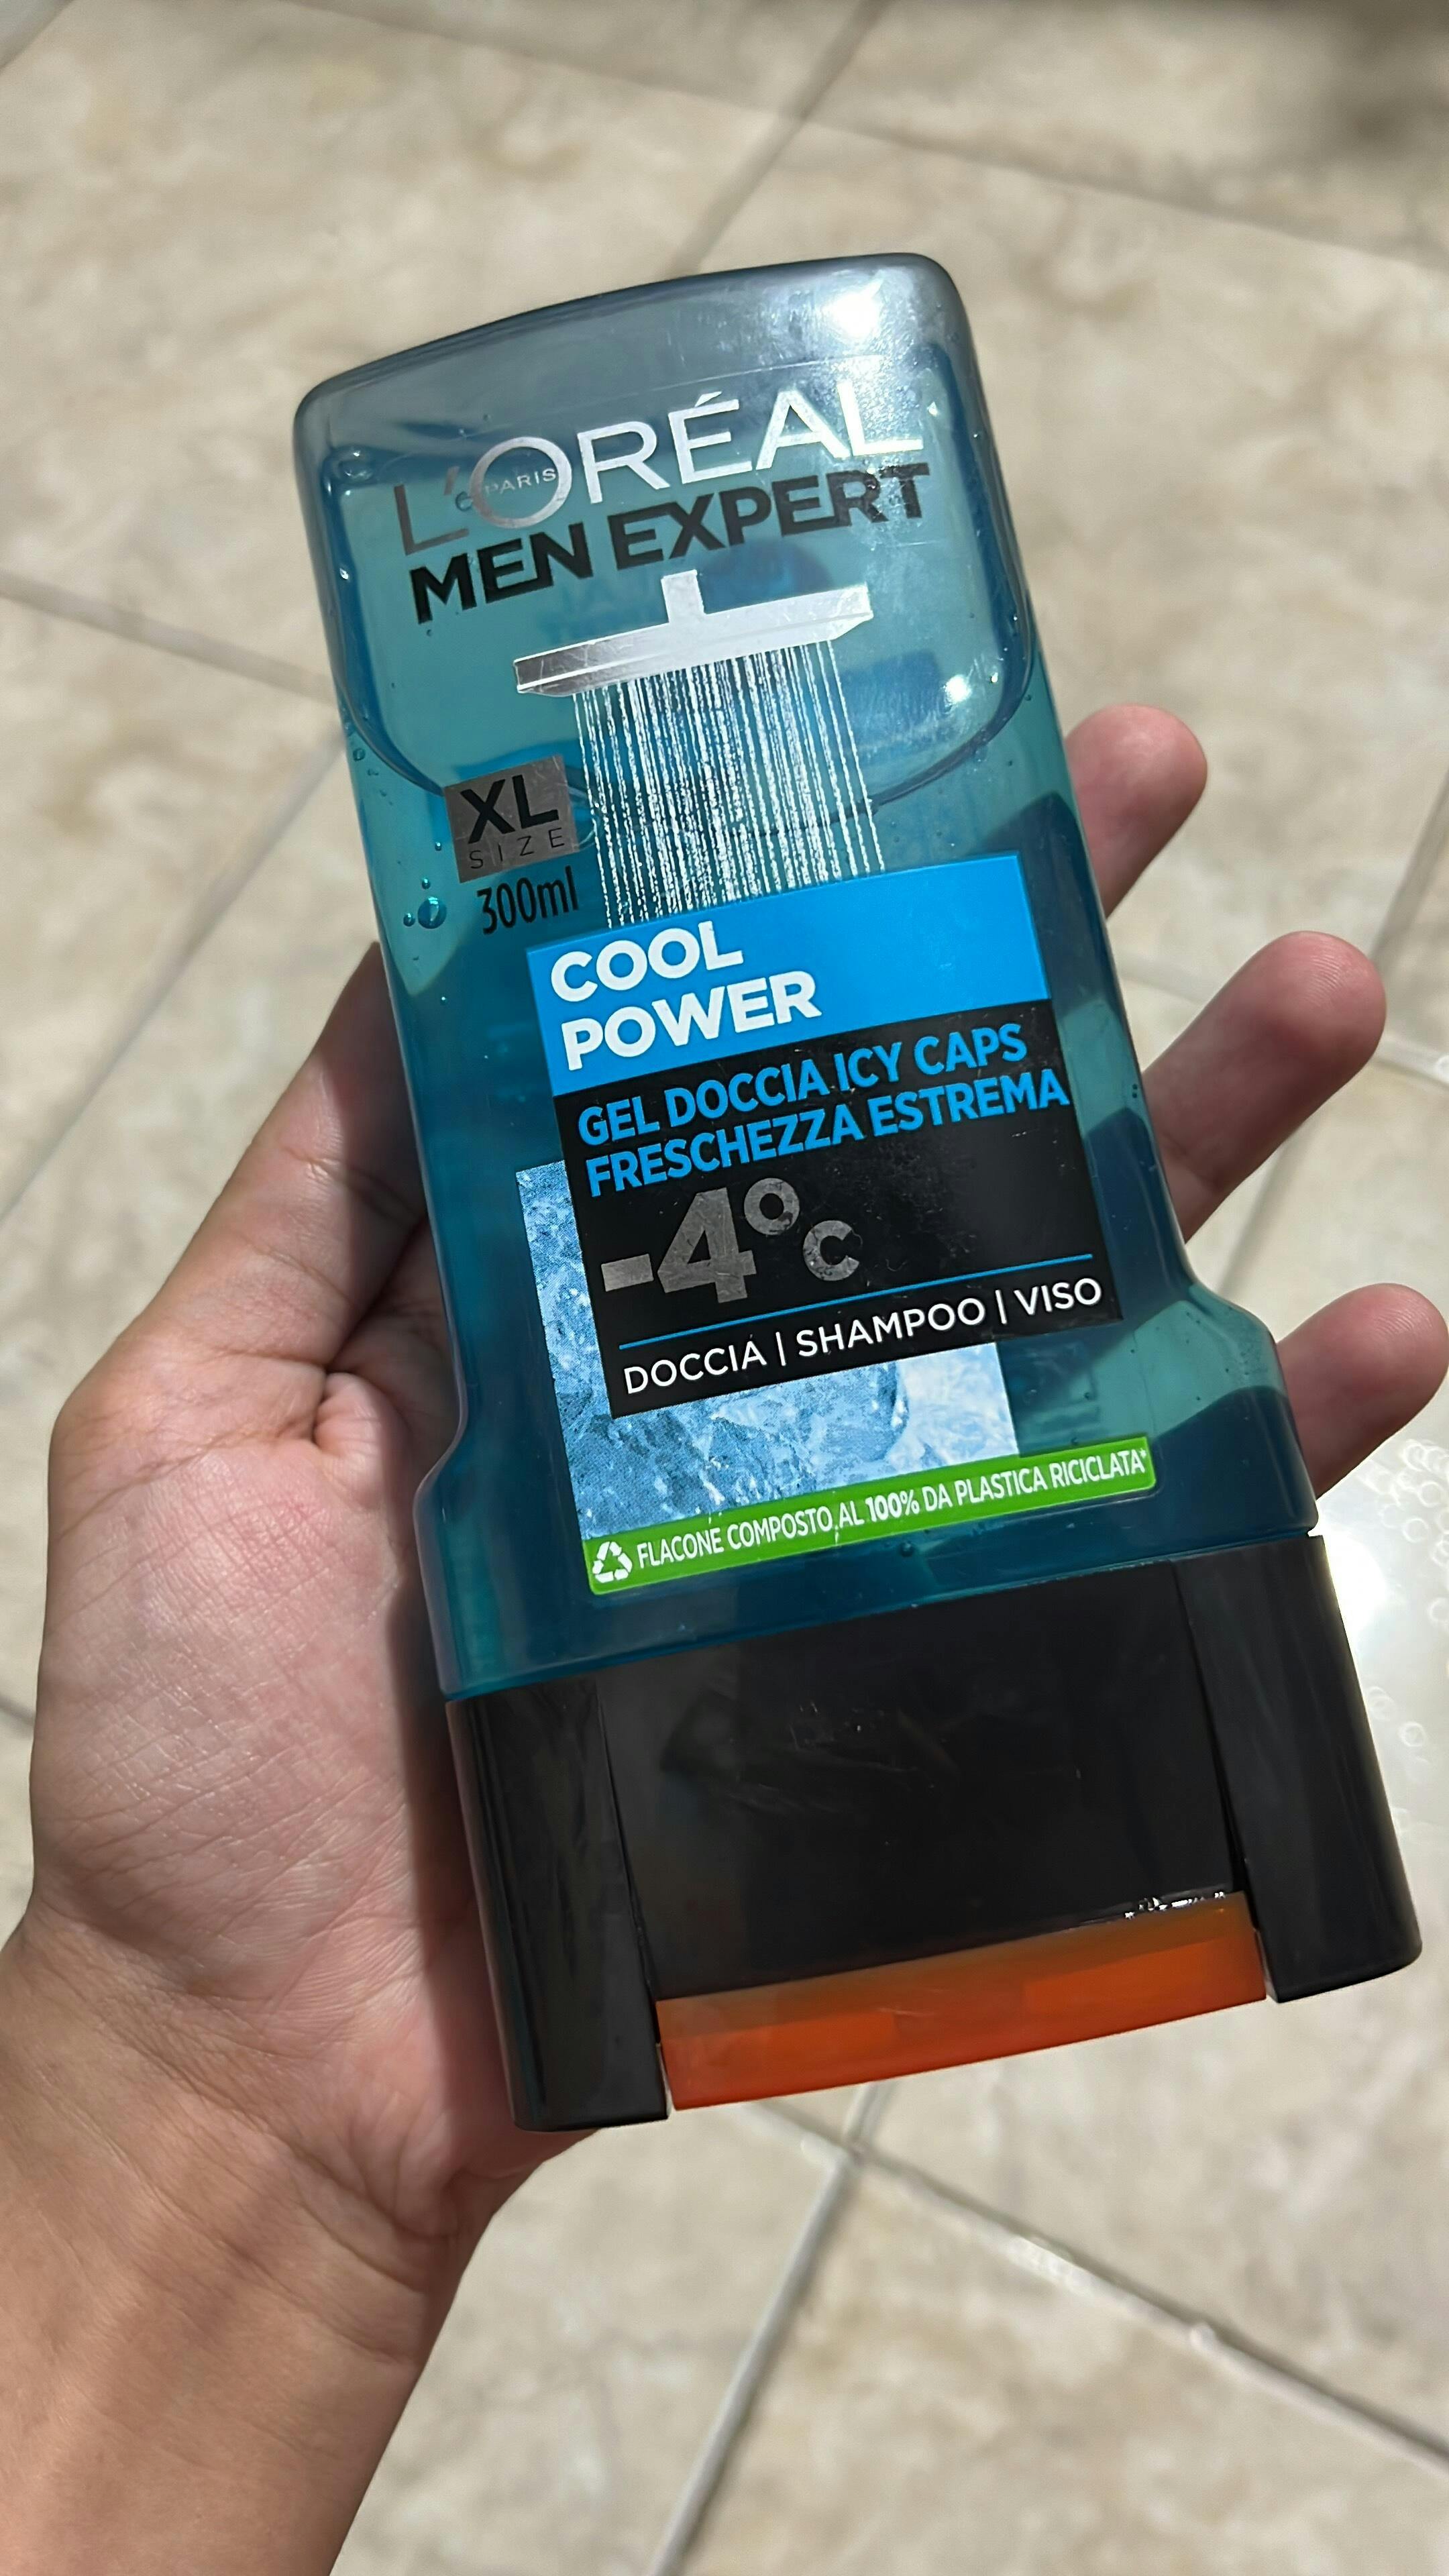 L'ORÉAL
PARIS
MEN EXPERT
XL
SIZE
300ml
COOL
POWER
GEL DOCCIA ICY CAPS
FRESCHEZZA ESTREMA
-4°C
DOCCIA | SHAMPOO | VISO
FLACONE COMPOSTO AL 100% DA PLASTICA RICICLATA*